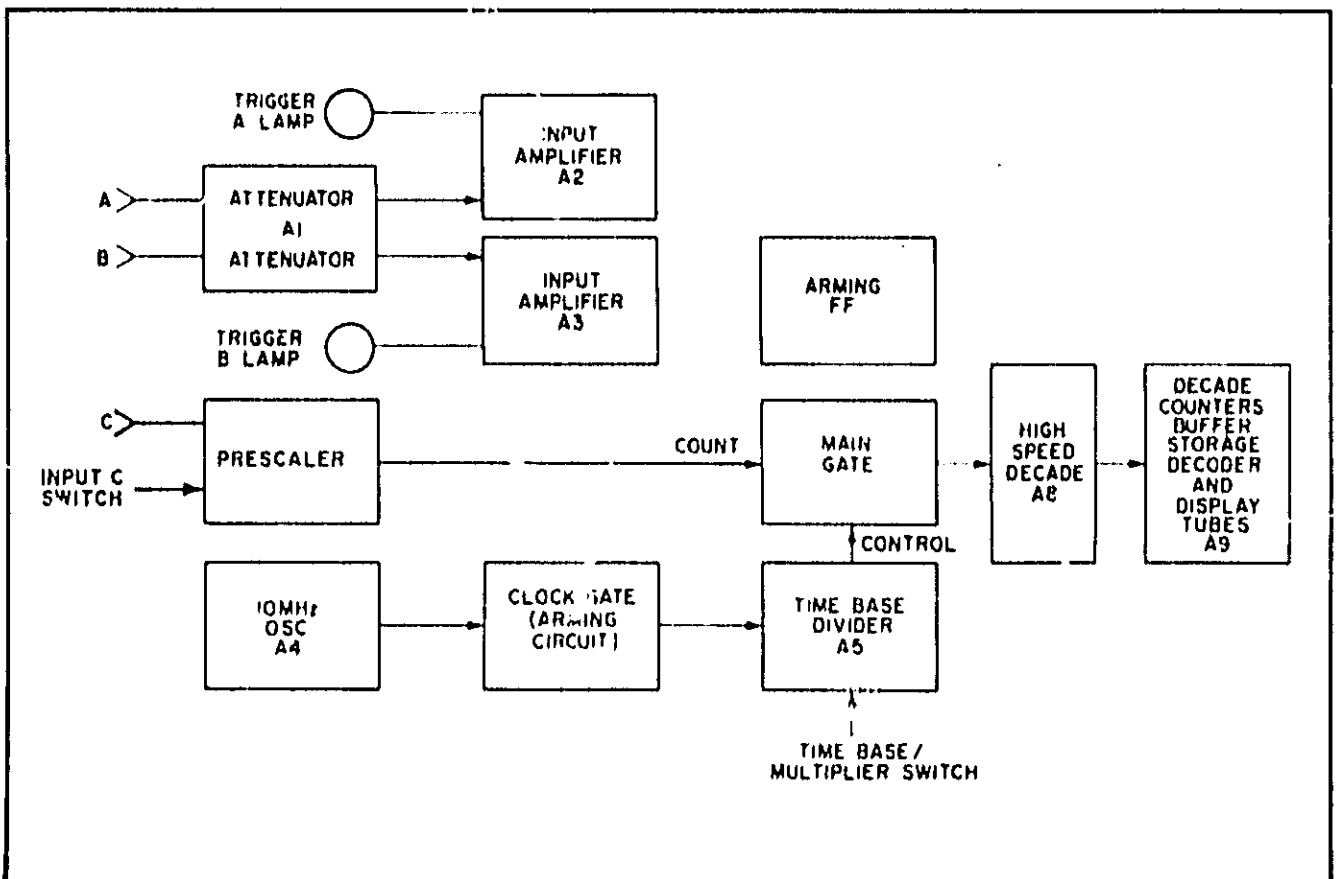 TRIGGER
A LAMP
INPUT
AMPLIFIER
A2
A
ATTENUATOR
A1
B
ATTENUATOR
INPUT
AMPLIFIER
A3
TRIGGER
B LAMP
ARMING
FF
C
PRESCALER
INPUT C
SWITCH
COUNT
MAIN
GATE
HIGH
SPEED
DECADE
A8
DECADE
COUNTERS
BUFFER
STORAGE
DECODER
AND
DISPLAY
TUBES
A9
CONTROL
10MHz
OSC
A4
CLOCK GATE
(ARMING
CIRCUIT)
TIME BASE
DIVIDER
A5
TIME BASE/
MULTIPLIER SWITCH